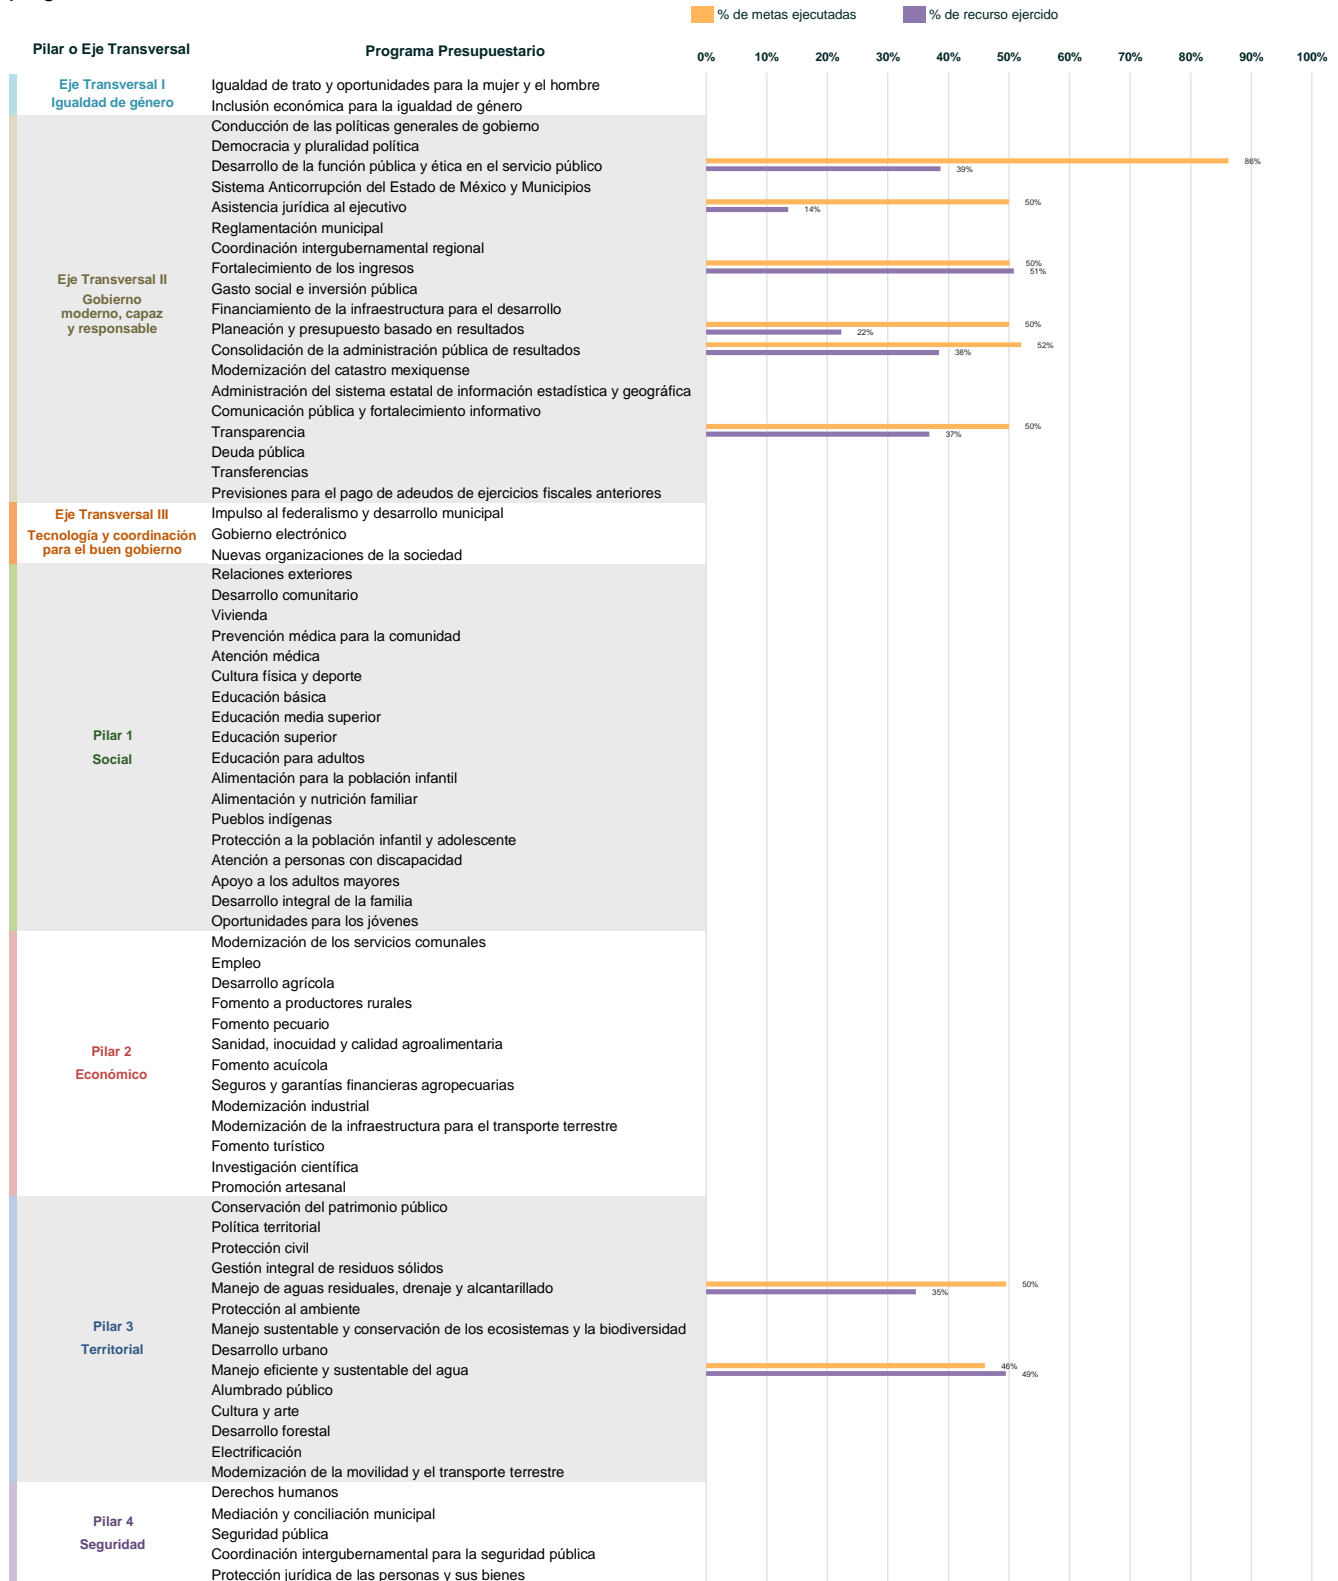 % de metas ejecutadas
% de recurso ejercido
Pilar o Eje Transversal
Programa Presupuestario
0% 10% 20% 30% 40% 50% 60% 70% 80% 90% 100%
Eje Transversal I
Igualdad de género
Igualdad de trato y oportunidades para la mujer y el hombre
Inclusión económica para la igualdad de género
Eje Transversal II
Gobierno
moderno, capaz
y responsable
Conducción de las políticas generales de gobierno
Democracia y pluralidad política
Desarrollo de la función pública y ética en el servicio público
86%
39%
Sistema Anticorrupción del Estado de México y Municipios
Asistencia jurídica al ejecutivo
50%
14%
Reglamentación municipal
Coordinación intergubernamental regional
Fortalecimiento de los ingresos
50%
51%
Gasto social e inversión pública
Financiamiento de la infraestructura para el desarrollo
Planeación y presupuesto basado en resultados
50%
22%
Consolidación de la administración pública de resultados
52%
38%
Modernización del catastro mexiquense
Administración del sistema estatal de información estadística y geográfica
Comunicación pública y fortalecimiento informativo
Transparencia
50%
37%
Deuda pública
Transferencias
Previsiones para el pago de adeudos de ejercicios fiscales anteriores
Eje Transversal III
Tecnología y coordinación
para el buen gobierno
Impulso al federalismo y desarrollo municipal
Gobierno electrónico
Nuevas organizaciones de la sociedad
Pilar 1
Social
Relaciones exteriores
Desarrollo comunitario
Vivienda
Prevención médica para la comunidad
Atención médica
Cultura física y deporte
Educación básica
Educación media superior
Educación superior
Educación para adultos
Alimentación para la población infantil
Alimentación y nutrición familiar
Pueblos indígenas
Protección a la población infantil y adolescente
Atención a personas con discapacidad
Apoyo a los adultos mayores
Desarrollo integral de la familia
Oportunidades para los jóvenes
Pilar 2
Económico
Modernización de los servicios comunales
Empleo
Desarrollo agrícola
Fomento a productores rurales
Fomento pecuario
Sanidad, inocuidad y calidad agroalimentaria
Fomento acuícola
Seguros y garantías financieras agropecuarias
Modernización industrial
Modernización de la infraestructura para el transporte terrestre
Fomento turístico
Investigación científica
Promoción artesanal
Pilar 3
Territorial
Conservación del patrimonio público
Política territorial
Protección civil
Gestión integral de residuos sólidos
Manejo de aguas residuales, drenaje y alcantarillado
50%
35%
Protección al ambiente
Manejo sustentable y conservación de los ecosistemas y la biodiversidad
Desarrollo urbano
Manejo eficiente y sustentable del agua
46%
49%
Alumbrado público
Cultura y arte
Desarrollo forestal
Electrificación
Modernización de la movilidad y el transporte terrestre
Pilar 4
Seguridad
Derechos humanos
Mediación y conciliación municipal
Seguridad pública
Coordinación intergubernamental para la seguridad pública
Protección jurídica de las personas y sus bienes